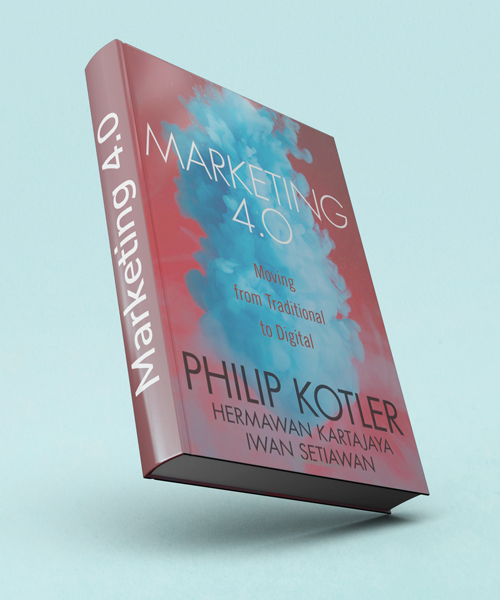 Marketing 4.0
MARKETING
4.0
Moving
from Traditional
to Digital
PHILIP KOTLER
HERMAWAN KARTAJAYA
IWAN SETIAWAN